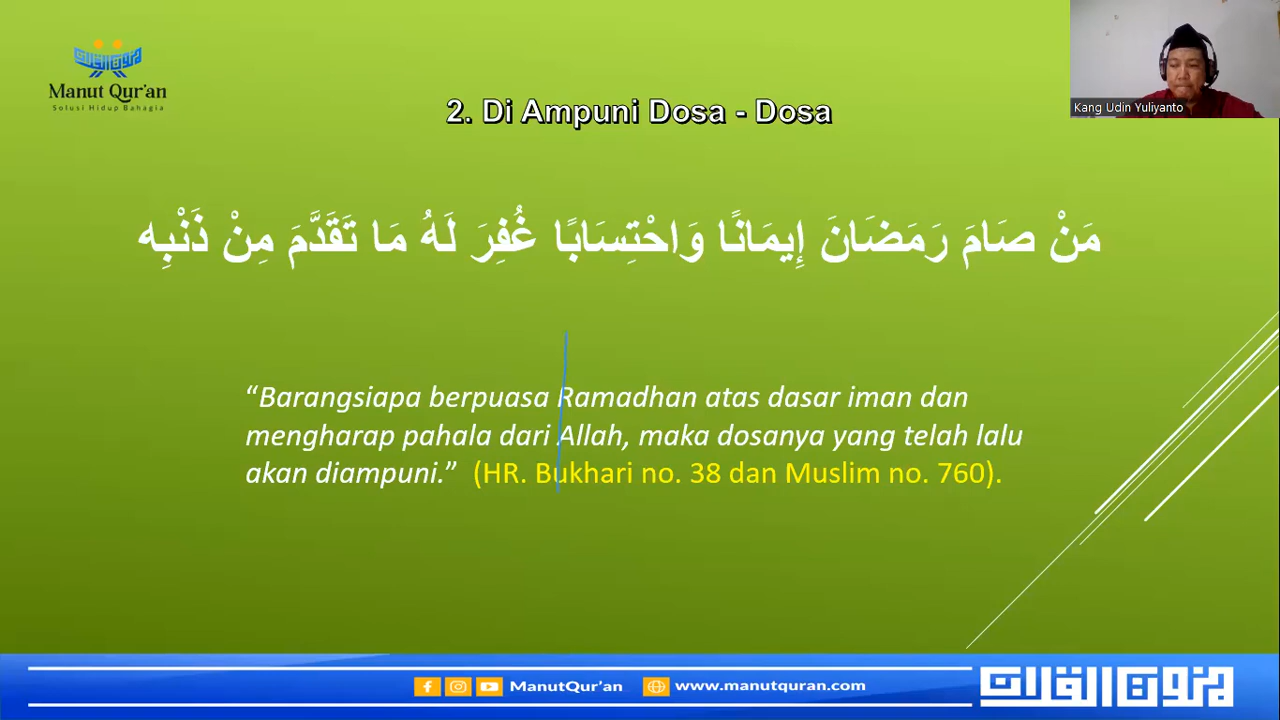 Manut Qur'an
Solusi Hidup Bahagia
Kang Udin Yuliyanto
2. Di Ampuni Dosa - Dosa
مَنْ صَامَ رَمَضَانَ إِيمَانًا وَاحْتِسَابًا غُفِرَ لَهُ مَا تَقَدَّمَ مِنْ ذَنْبِه
“Barangsiapa berpuasa Ramadhan atas dasar iman dan
mengharap pahala dari Allah, maka dosanya yang telah lalu
akan diampuni.” (HR. Bukhari no. 38 dan Muslim no. 760).
ManutQur'an
www.manutquran.com